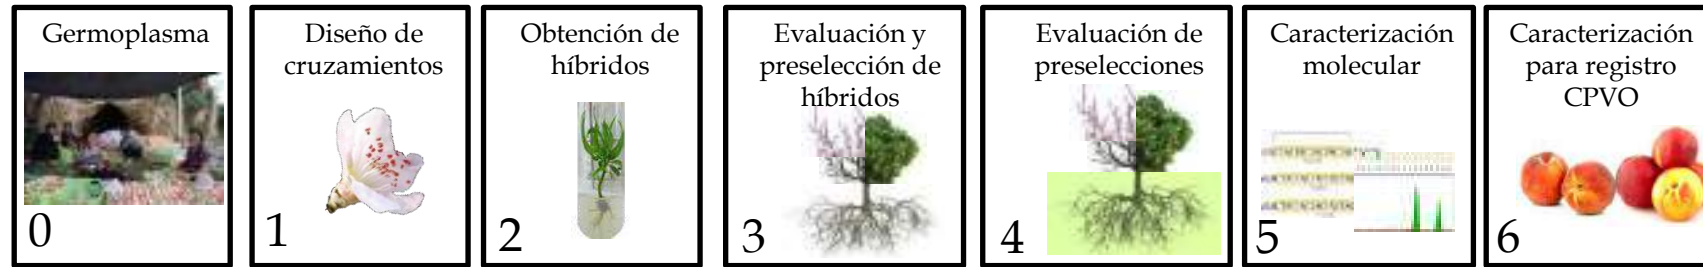 Germoplasma
0
Diseño de
cruzamientos
1
Obtención de
híbridos
2
Evaluación y
preselección de
híbridos
3
Evaluación de
preselecciones
4
Caracterización
molecular
5
Caracterización
para registro
CPVO
6